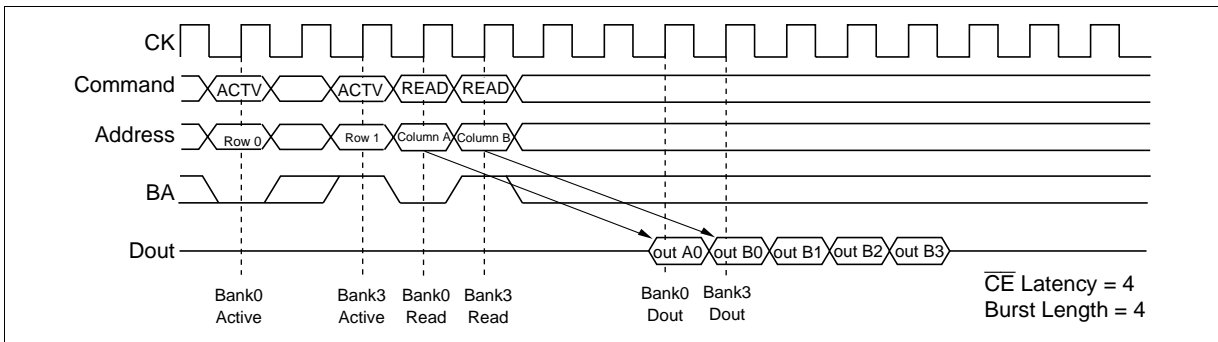 CK
Command
ACTV ACTV READ READ
Address
Row 0 Row 1 Column A Column B
BA
Dout
out A0 out B0 out B1 out B2 out B3
Bank0 Active
Bank3 Active
Bank0 Read
Bank3 Read
Bank0 Dout
Bank3 Dout
CE Latency = 4
Burst Length = 4